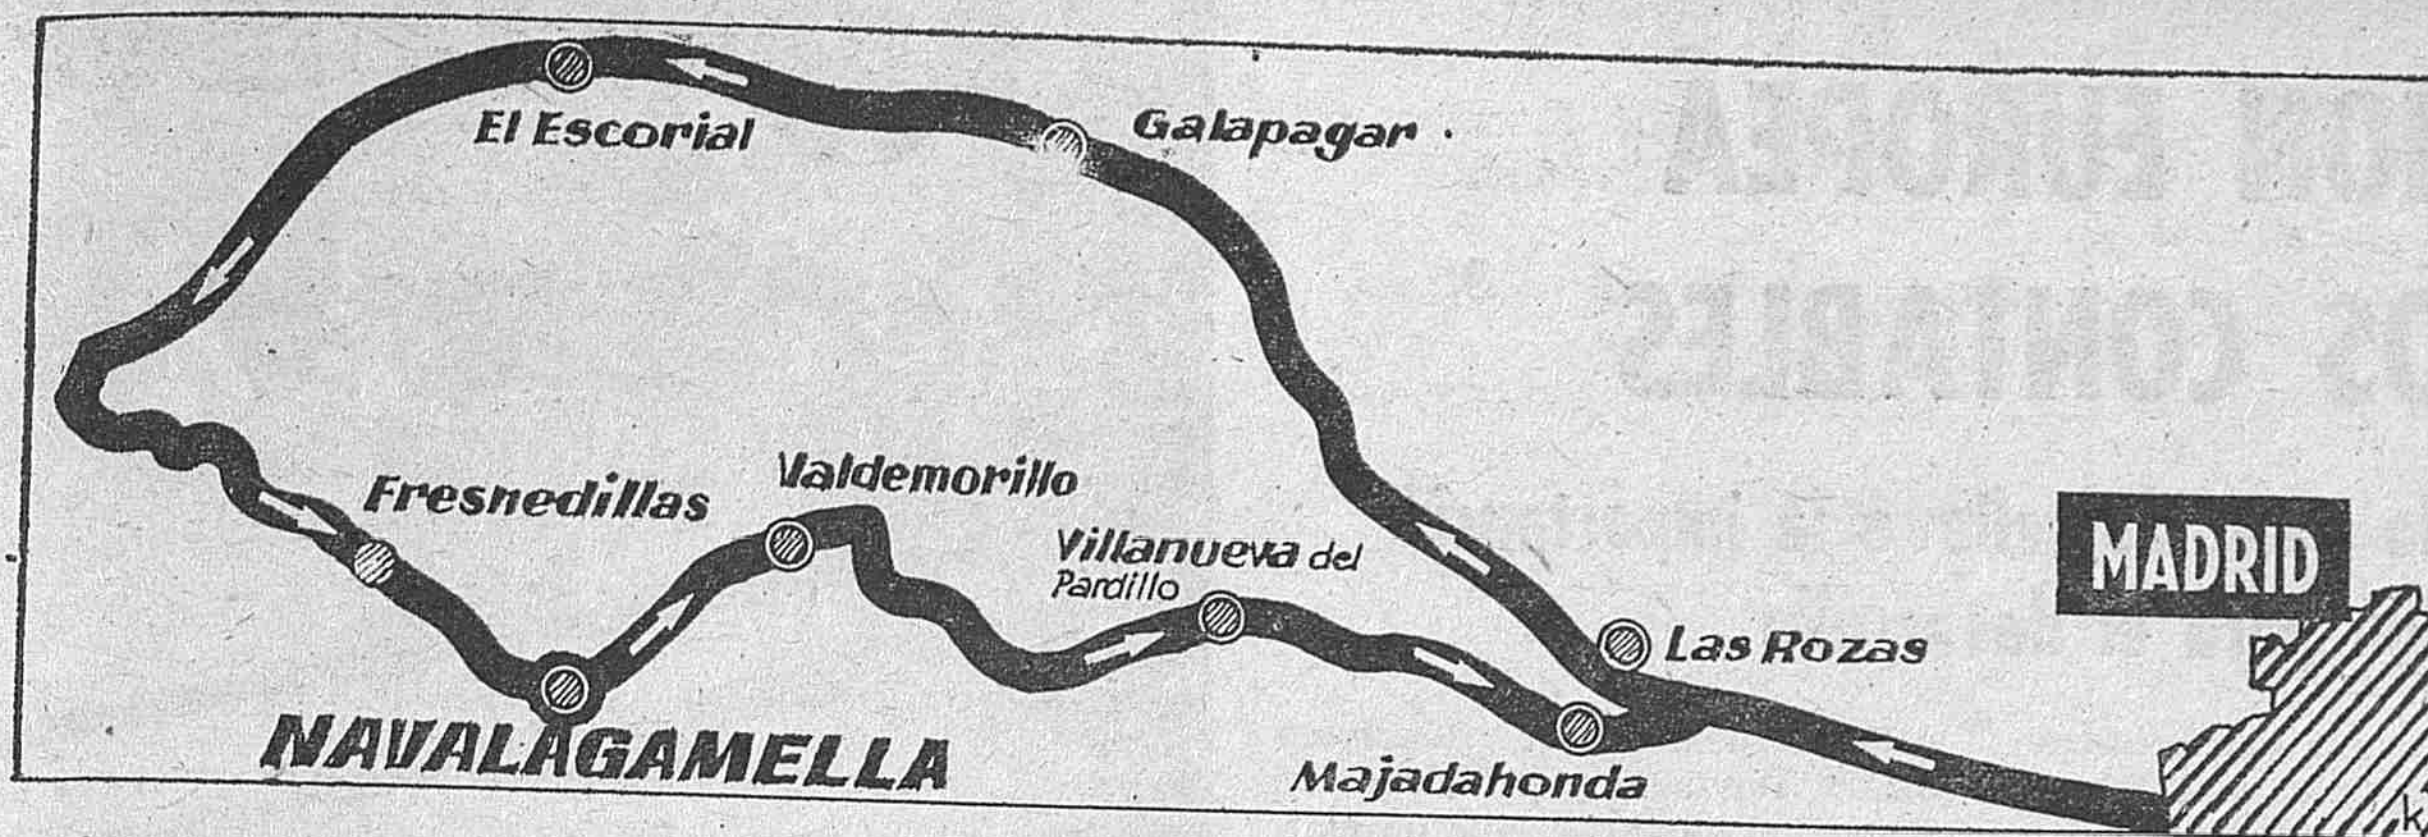 El Escorial
Galapagar
Fresnedillas
Valdemorillo
Villanueva del
Pardillo
MADRID
Las Rozas
NAVALAGAMELLA
Majadahonda